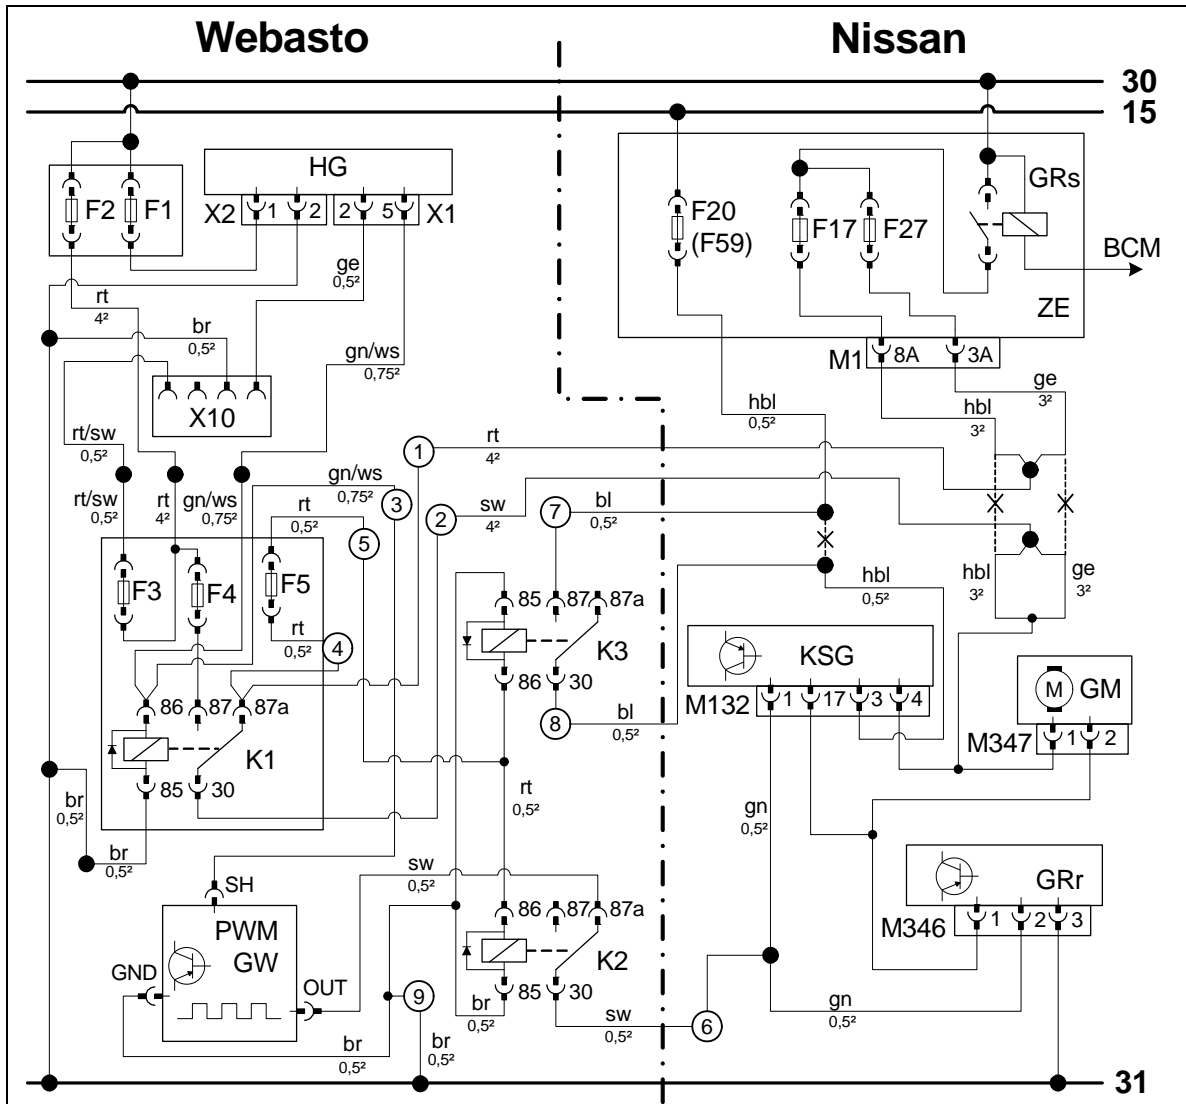 Webasto
Nissan
30
15
HG
F2
F1
X2
1
2
2
5
X1
F20
(F59)
F17
F27
GRs
BCM
ZE
ge
0,5²
rt
4²
br
0,5²
gn/ws
0,75²
M1
8A
3A
X10
hbl
0,5²
hbl
3²
ge
3²
rt/sw
0,5²
1
rt
4²
rt/sw
0,5²
rt
4²
gn/ws
0,75²
gn/ws
0,75²
3
rt
0,5²
5
2
sw
4²
7
bl
0,5²
F3
F4
F5
hbl
0,5²
hbl
3²
ge
3²
85
87
87a
rt
0,5²
4
K3
86
30
KSG
M132
1
17
3
4
M
GM
M347
1
2
86
87
87a
K1
85
30
8
bl
0,5²
br
0,5²
rt
0,5²
gn
0,5²
br
0,5²
SH
sw
0,5²
86
87
87a
K2
85
30
GRr
M346
1
2
3
PWM
GW
GND
OUT
9
br
0,5²
sw
0,5²
6
gn
0,5²
br
0,5²
br
0,5²
31